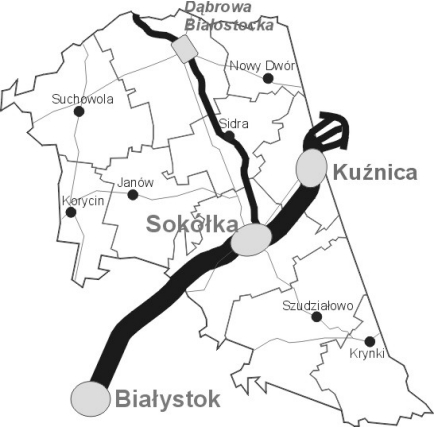 Dąbrowa
Białostocka
Nowy Dwór
Suchowola
Sidra
Kuźnica
Janów
Korycin
Sokółka
Szudziałowo
Krynki
Białystok